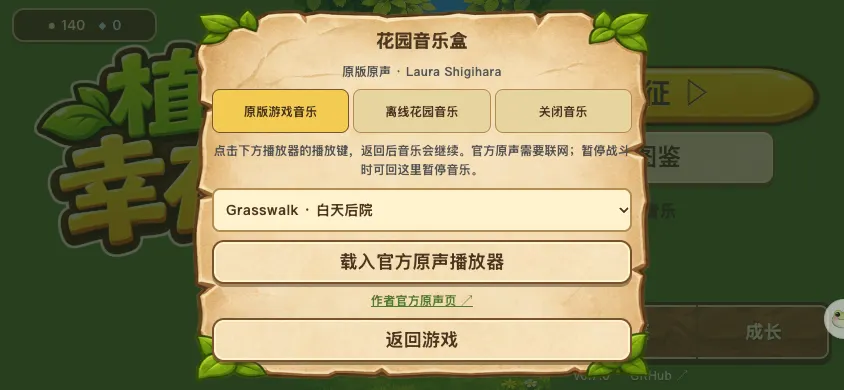 140 0
花园音乐盒
原版原声 · Laura Shigihara
原版游戏音乐 离线花园音乐 关闭音乐
点击下方播放器的播放键，返回后音乐会继续。官方原声需要联网；暂停战斗
时可回这里暂停音乐。
Grasswalk · 白天后院
载入官方原声播放器
作者官方原声页 ↗
返回游戏
植
幸
征 ▷
图鉴
音乐
成长
GitHub ↗